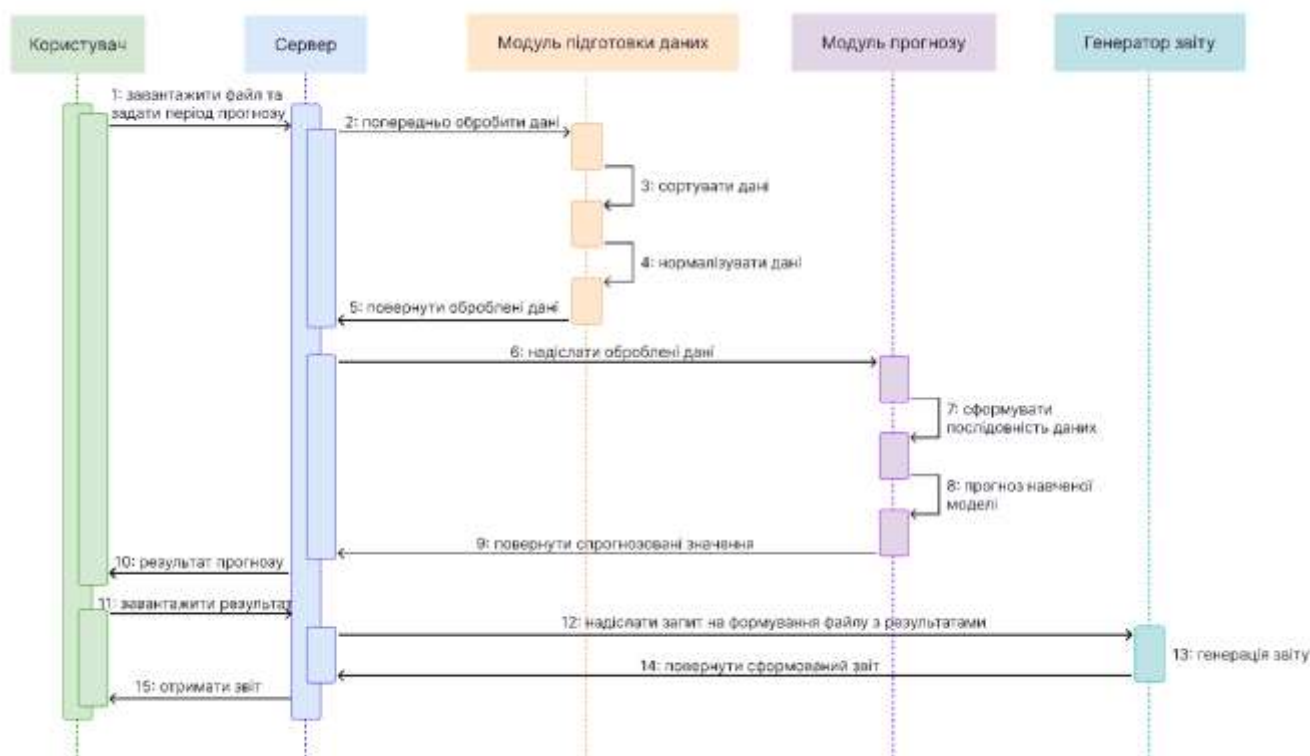 Користувач
Сервер
Модуль підготовки даних
Модуль прогнозу
Генератор звіту
1: завантажити файл та
задати період прогнозу
2: попередньо обробити дані
3: сортувати дані
4: нормалізувати дані
5: повернути оброблені дані
6: надіслати оброблені дані
7: сформувати
послідовність даних
8: прогноз навченої
моделі
9: повернути спрогнозовані значення
10: результат прогнозу
11: завантажити результат
12: надіслати запит на формування файлу з результатами
13: генерація звіту
14: повернути сформований звіт
15: отримати звіт